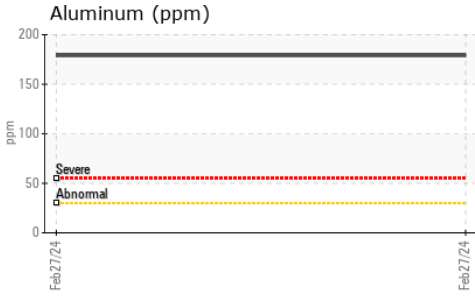 Aluminum (ppm)
200
150
100
50
0
ppm
Severe
Abnormal
Feb27/24
Feb27/24